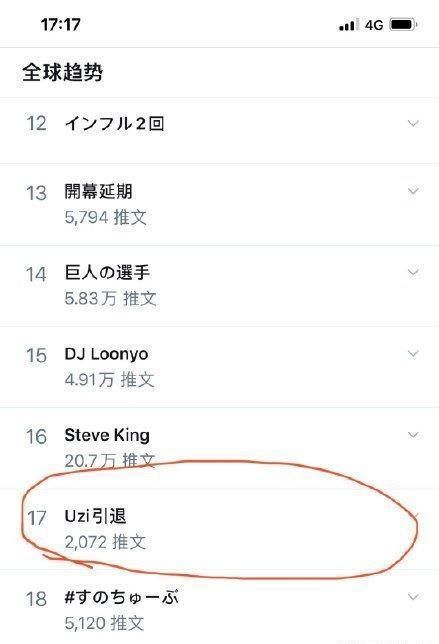 17:17
4G
全球趋势
12 インフル2回
13 開幕延期
5,794 推文
14 巨人の選手
5.83万 推文
15 DJ Loonyo
4.91万 推文
16 Steve King
20.7万 推文
17 Uzi引退
2,072 推文
18 #すのちゅーぶ
5,120 推文